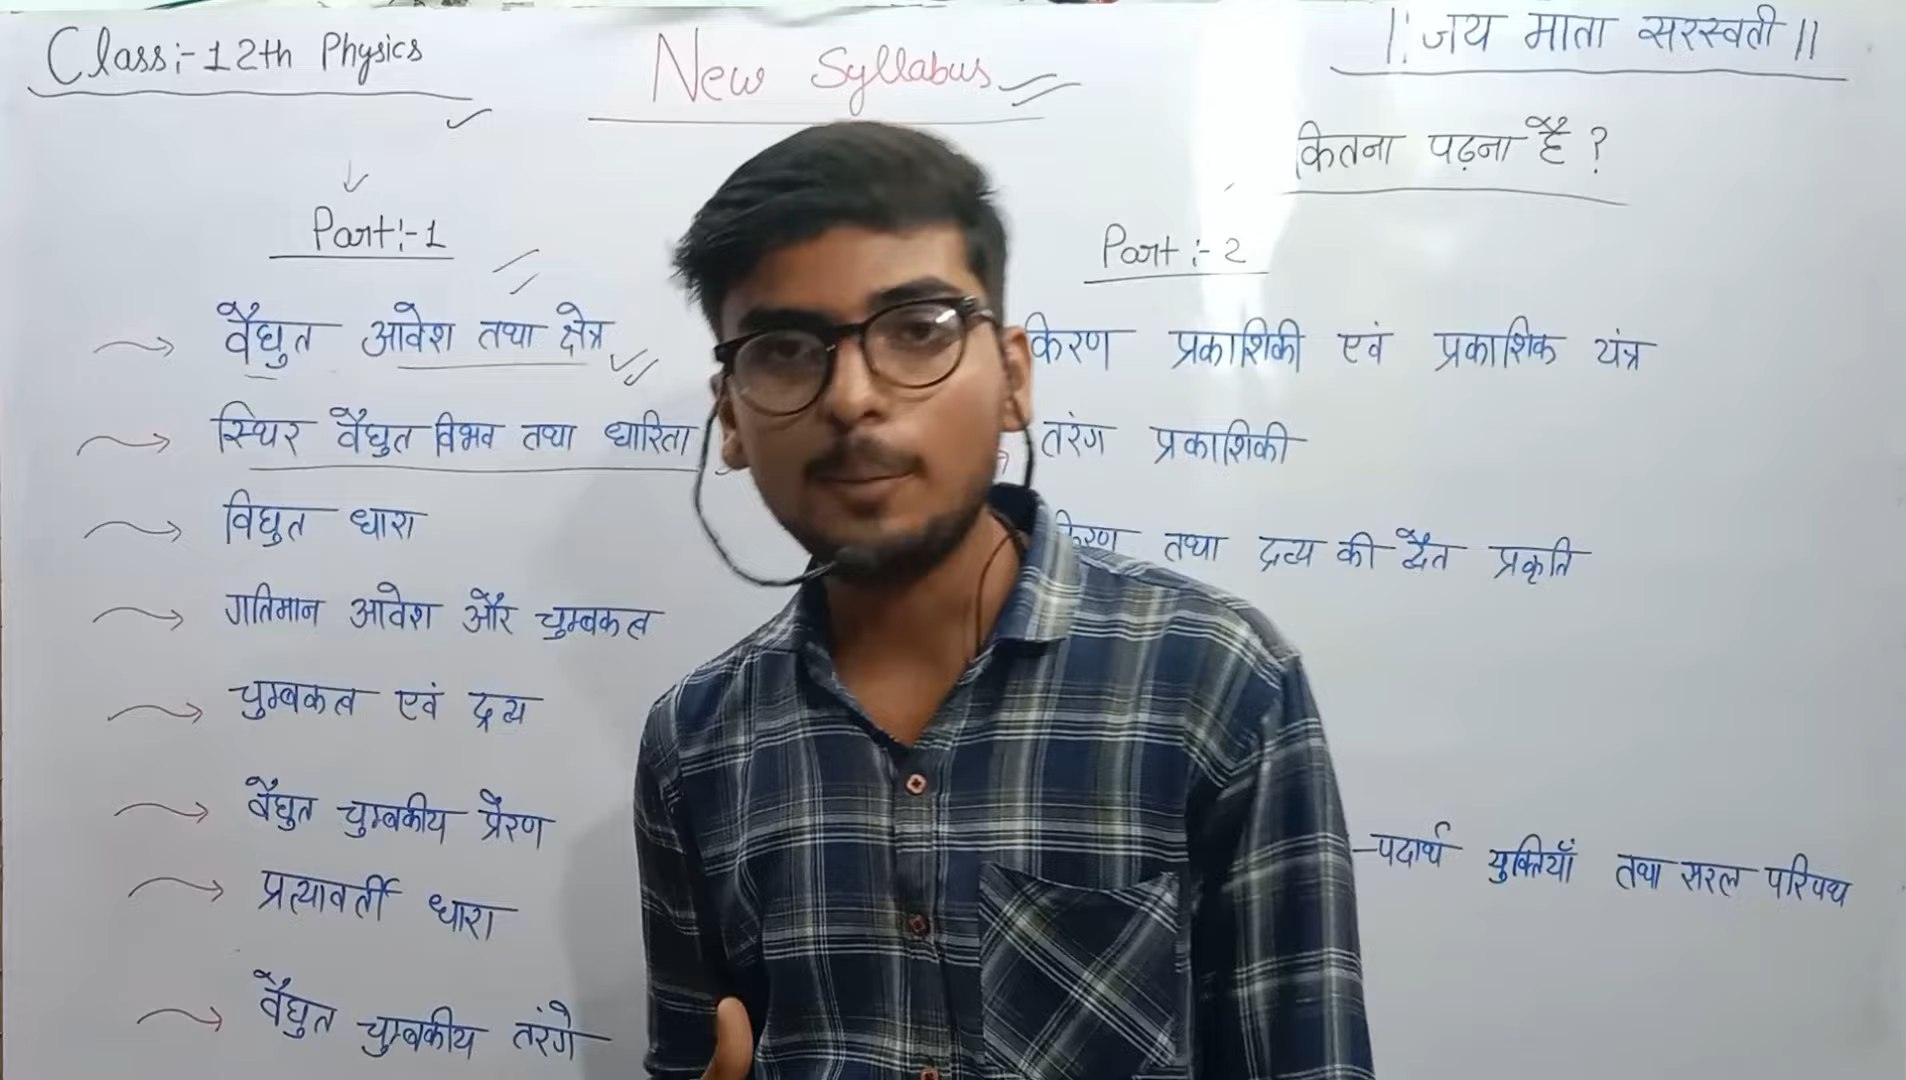 Class:- 12th Physics
New Syllabus
|| जय माता सरस्वती ||
कितना पढ़ना है ?
Part:-1
वैधुत आवेश तथा क्षेत्र
स्थिर वैधुत विभव तथा धारिता
विधुत धारा
गतिमान आवेश और चुम्बकत्व
चुम्बकत्व एवं द्रव्य
वैधुत चुम्बकीय प्रेरण
प्रत्यावर्ती धारा
वैधुत चुम्बकीय तंरगे
Part :- 2
किरण प्रकाशिकी एवं प्रकाशिक यंत्र
तरंग प्रकाशिकी
तथा द्रव्य की द्वैत प्रकृति
पदार्थ युक्तियाँ तथा सरल परिपथ